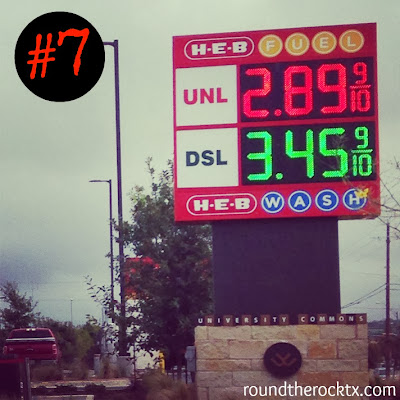 #7
H-E-B FUEL
UNL 2.89 9/10
DSL 3.45 9/10
H-E-B WASH
UNIVERSITY COMMONS
roundtherocktx.com